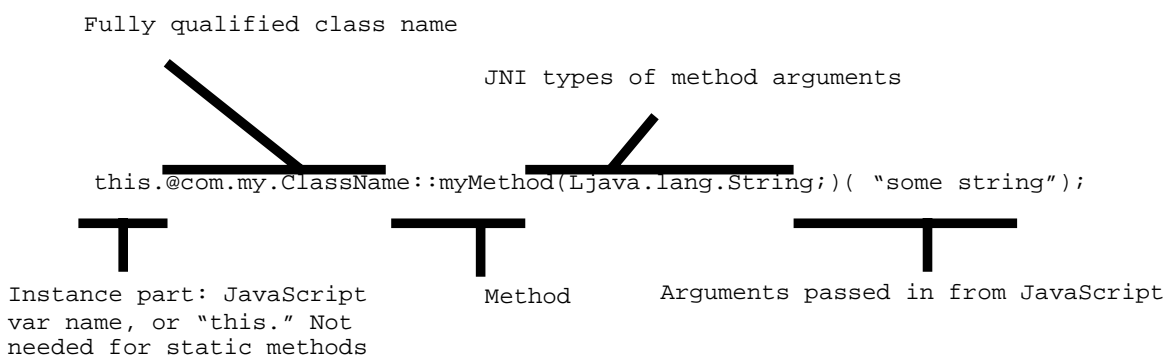 Fully qualified class name
JNI types of method arguments
this.@com.my.ClassName::myMethod(Ljava.lang.String;)( “some string”);
Instance part: JavaScript
var name, or “this.” Not
needed for static methods
Method
Arguments passed in from JavaScript